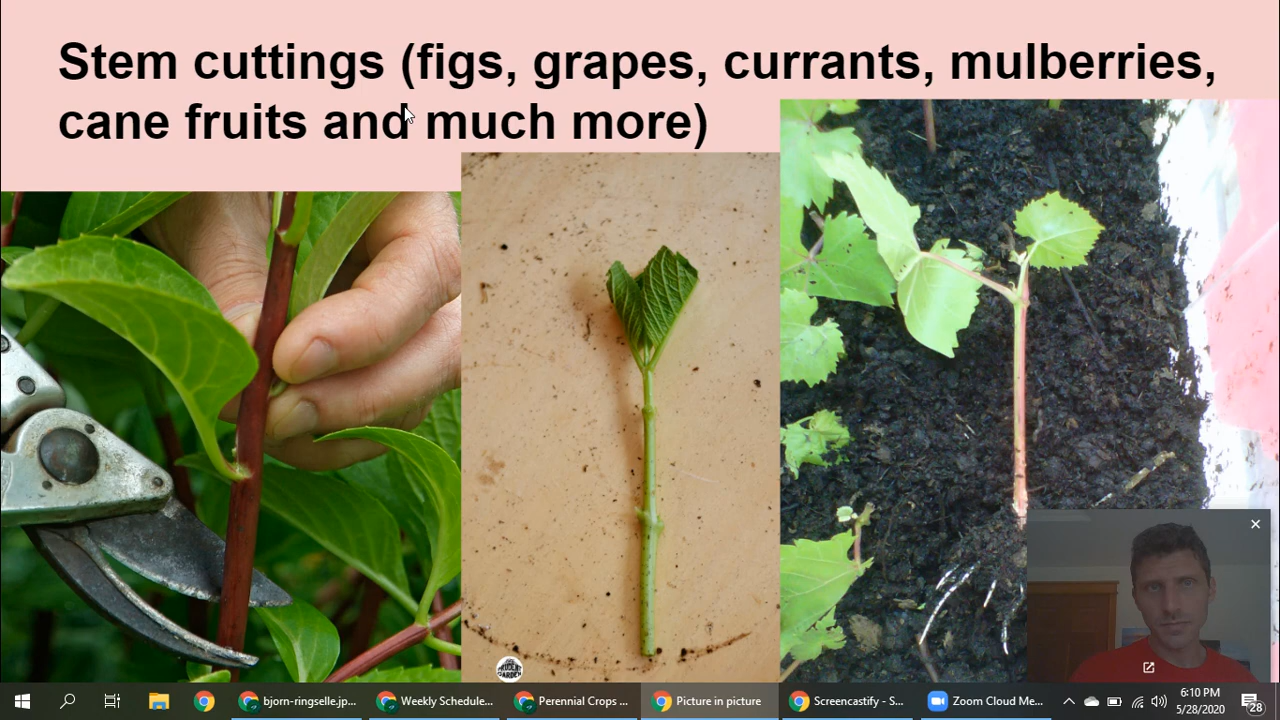 Stem cuttings (figs, grapes, currants, mulberries,
cane fruits and much more)
bjorn-ringselle.jp...
Weekly Schedule...
Perennial Crops ...
Picture in picture
Screencastify - S...
Zoom Cloud Me...
6:10 PM
5/28/2020
28